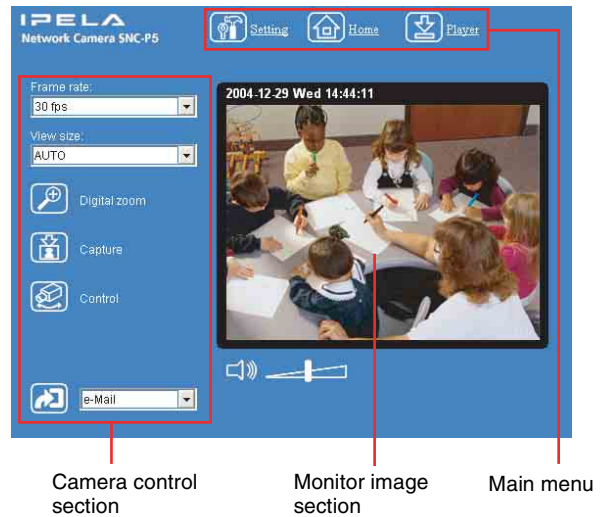 IPELA
Network Camera SNC-P5
Setting
Home
Player
Frame rate:
30 fps
View size:
AUTO
Digital zoom
Capture
Control
e-Mail
2004-12-29 Wed 14:44:11
Camera control
section
Monitor image
section
Main menu